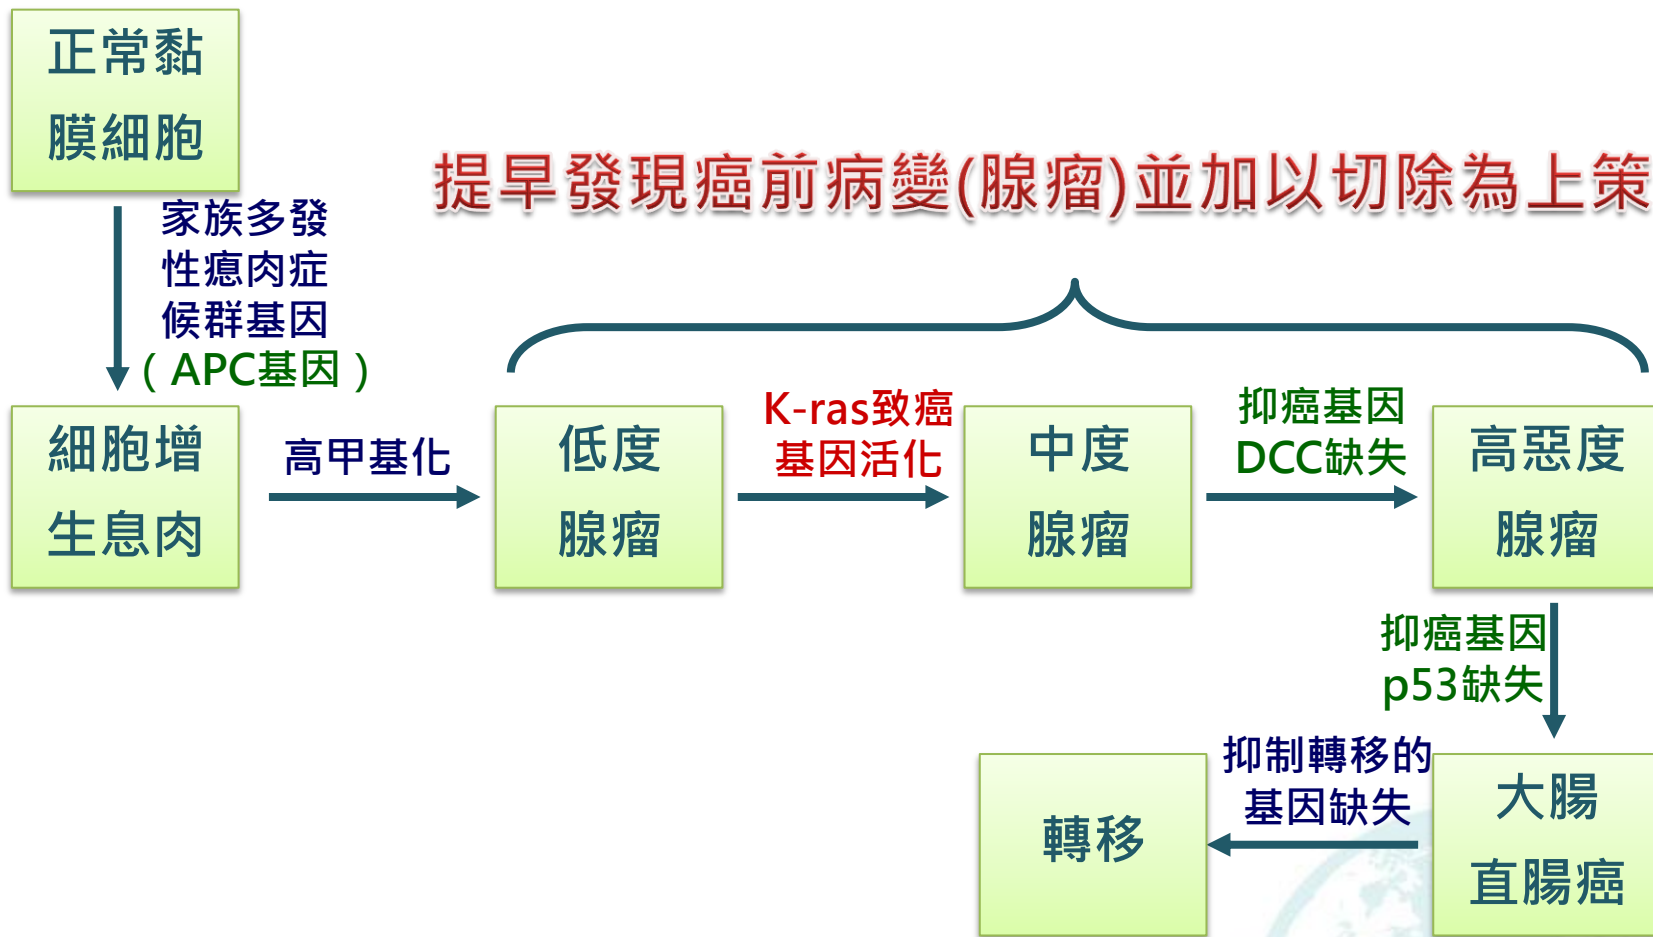 正常黏
膜細胞
提早發現癌前病變(腺瘤)並加以切除為上策
家族多發
性瘜肉症
候群基因
（APC基因）
細胞增
生息肉
高甲基化
低度
腺瘤
K-ras致癌
基因活化
中度
腺瘤
抑癌基因
DCC缺失
高惡度
腺瘤
抑癌基因
p53缺失
大腸
直腸癌
抑制轉移的
基因缺失
轉移